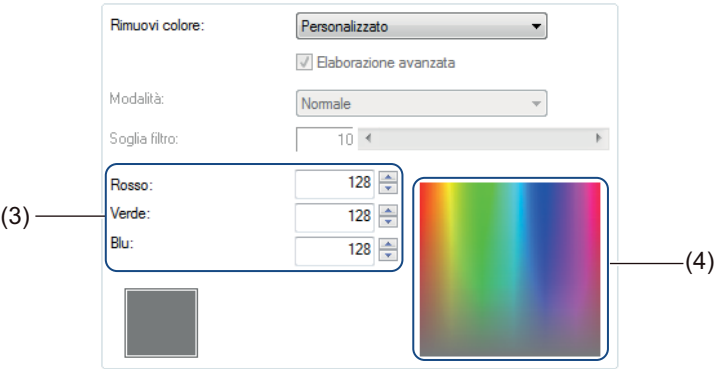 Rimuovi colore: Personalizzato
Elaborazione avanzata
Modalità: Normale
Soglia filtro: 10
Rosso: 128
(3) Verde: 128
Blu: 128
(4)